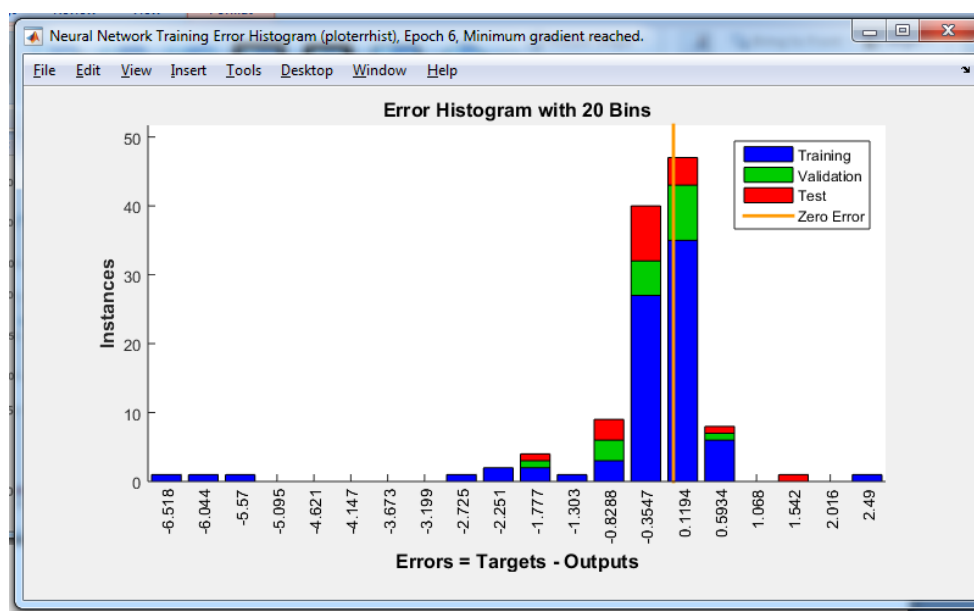 Neural Network Training Error Histogram (ploterrhist), Epoch 6, Minimum gradient reached.
File Edit View Insert Tools Desktop Window Help
Error Histogram with 20 Bins
50
40
30
20
10
0
Instances
Training
Validation
Test
Zero Error
-6.518 -6.044 -5.57 -5.095 -4.621 -4.147 -3.673 -3.199 -2.725 -2.251 -1.777 -1.303 -0.8288 -0.3547 0.1194 0.5934 1.068 1.542 2.016 2.49
Errors = Targets - Outputs